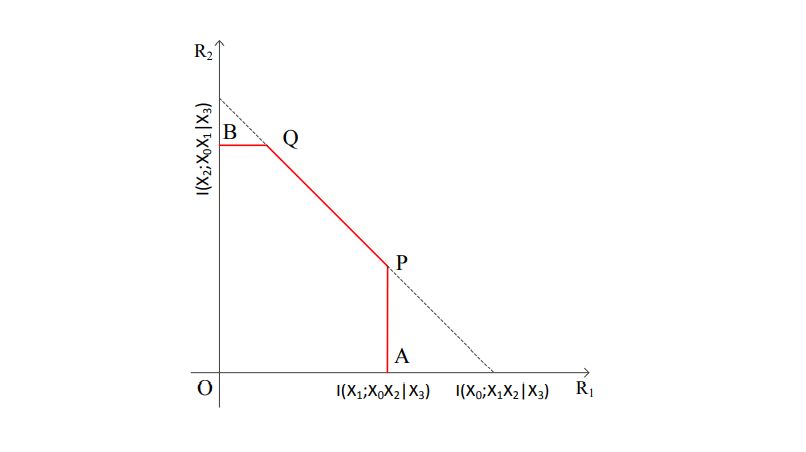 R₂
I(X₂;X₀X₁|X₃)
B
Q
P
A
O
I(X₁;X₀X₂|X₃)
I(X₀;X₁X₂|X₃)
R₁